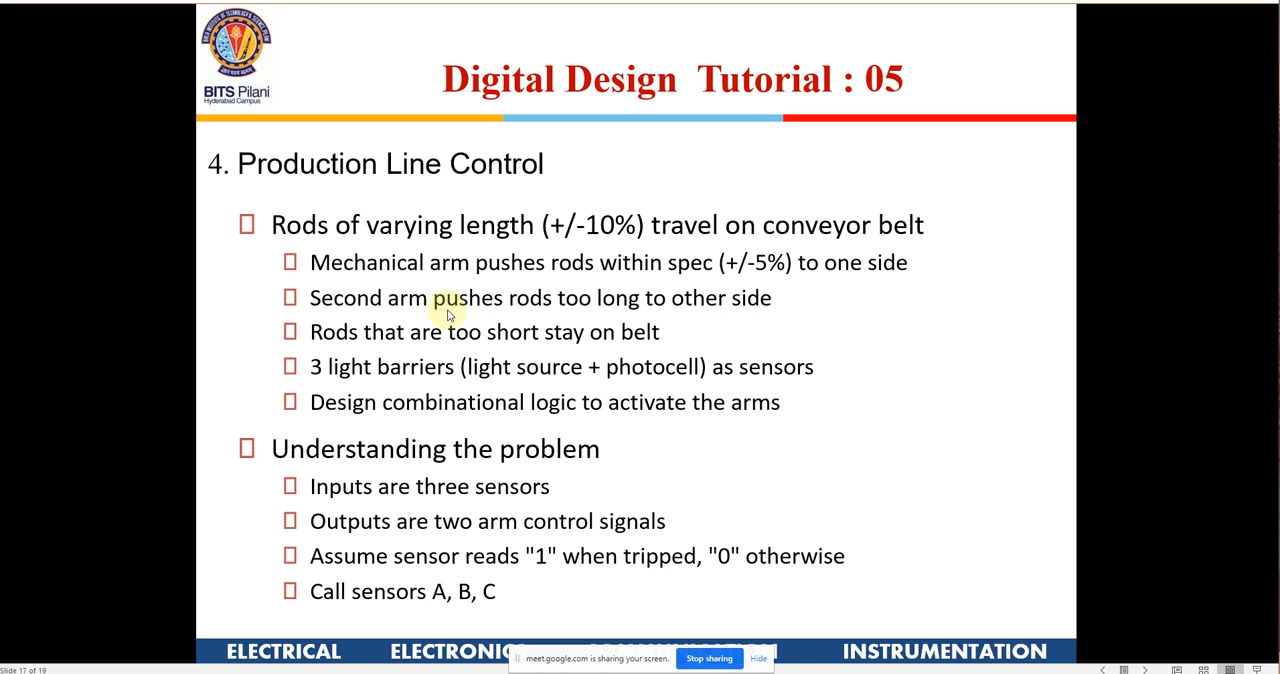 BITS Pilani
Hyderabad Campus
Digital Design Tutorial : 05
4. Production Line Control
Rods of varying length (+/-10%) travel on conveyor belt
Mechanical arm pushes rods within spec (+/-5%) to one side
Second arm pushes rods too long to other side
Rods that are too short stay on belt
3 light barriers (light source + photocell) as sensors
Design combinational logic to activate the arms
Understanding the problem
Inputs are three sensors
Outputs are two arm control signals
Assume sensor reads "1" when tripped, "0" otherwise
Call sensors A, B, C
ELECTRICAL ELECTRONIC INSTRUMENTATION
meet.google.com is sharing your screen. Stop sharing Hide
Slide 17 of 19